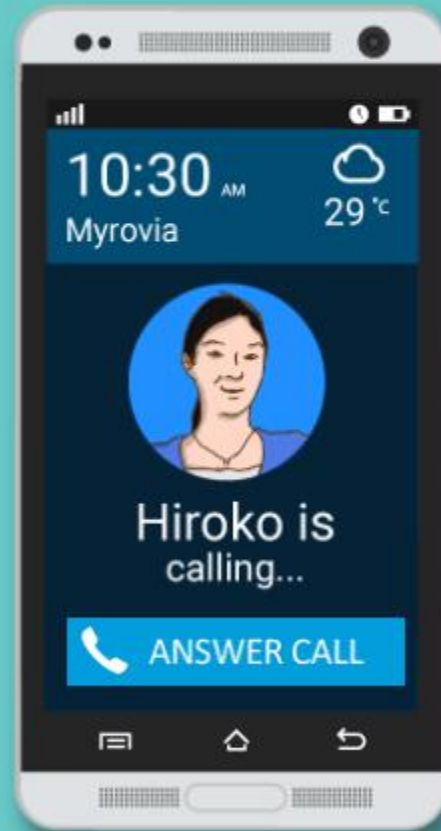 10:30 AM
29 °C
Myrovia
Hiroko is
calling...
ANSWER CALL